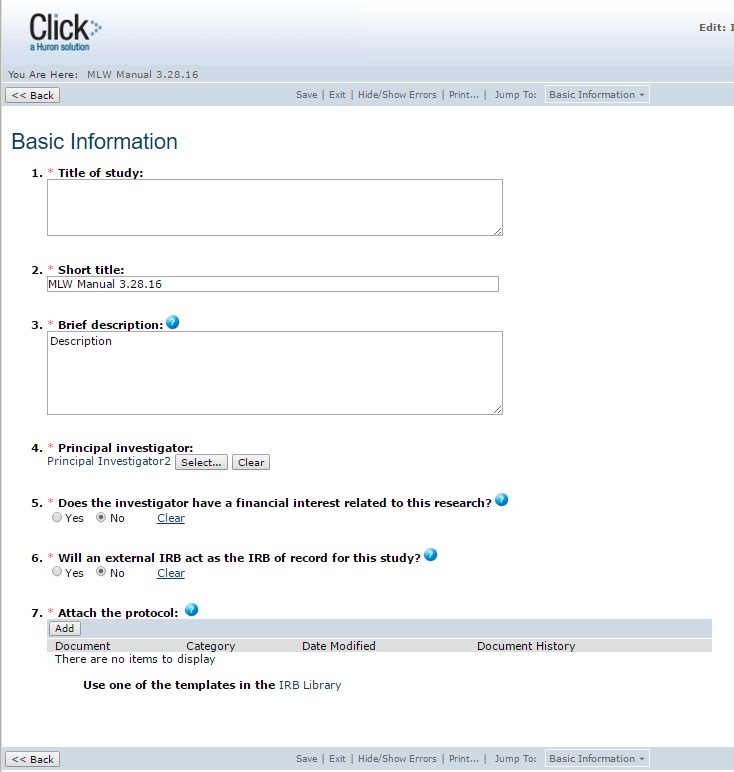 Click
a Huron solution
Edit: I
You Are Here: MLW Manual 3.28.16
<< Back Save | Exit | Hide/Show Errors | Print... | Jump To: Basic Information
Basic Information
1. * Title of study:
2. * Short title:
MLW Manual 3.28.16
3. * Brief description: ?
Description
4. * Principal investigator:
Principal Investigator2 Select... Clear
5. * Does the investigator have a financial interest related to this research? ?
Yes No Clear
6. * Will an external IRB act as the IRB of record for this study? ?
Yes No Clear
7. * Attach the protocol: ?
Add
Document Category Date Modified Document History
There are no items to display
Use one of the templates in the IRB Library
<< Back Save | Exit | Hide/Show Errors | Print... | Jump To: Basic Information